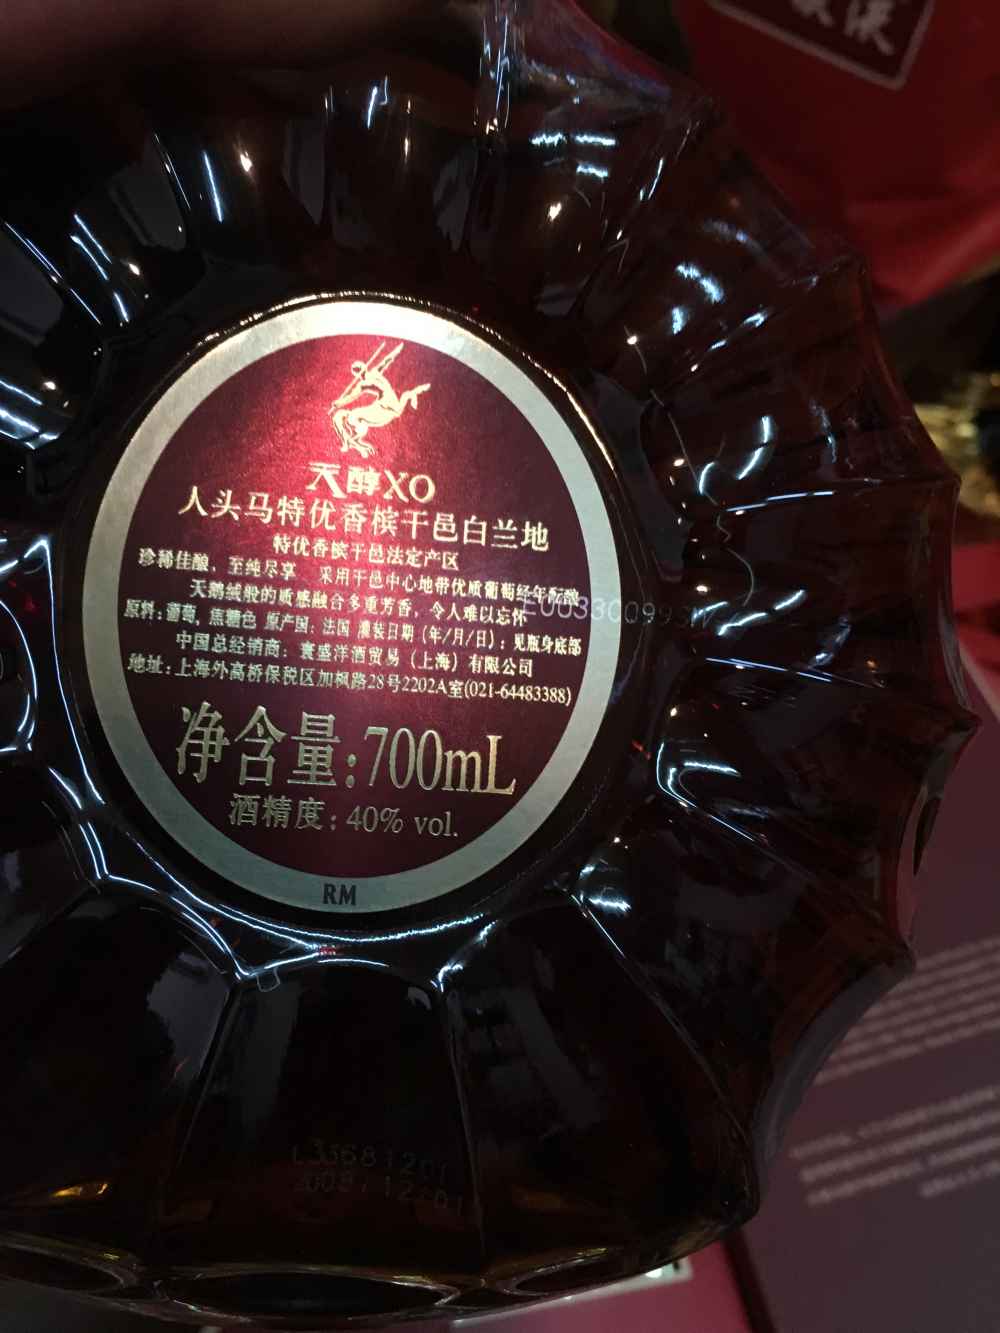 液
天醇XO
人头马特优香槟干邑白兰地
特优香槟干邑法定产区
珍稀佳酿，至纯尽享 采用干邑中心地带优质葡萄经年酝酿
天鹅绒般的质感融合多重芳香，令人难以忘怀
原料：葡萄，焦糖色 原产国：法国 灌装日期（年/月/日）：见瓶身底部
中国总经销商：寰盛洋酒贸易（上海）有限公司
地址：上海外高桥保税区加枫路28号2202A室(021-64483388)
净含量:700mL
酒精度: 40% vol.
RM